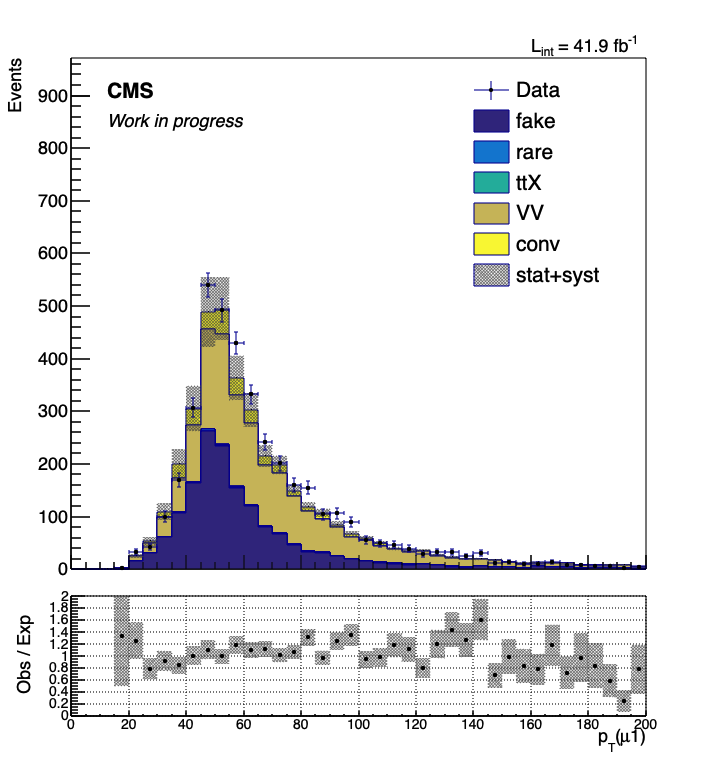 L_int = 41.9 fb^-1
Events
CMS
Work in progress
Data
fake
rare
ttX
VV
conv
stat+syst
900
800
700
600
500
400
300
200
100
0
Obs / Exp
2
1.8
1.6
1.4
1.2
1
0.8
0.6
0.4
0.2
0
0 20 40 60 80 100 120 140 160 180 200
p_T(μ1)